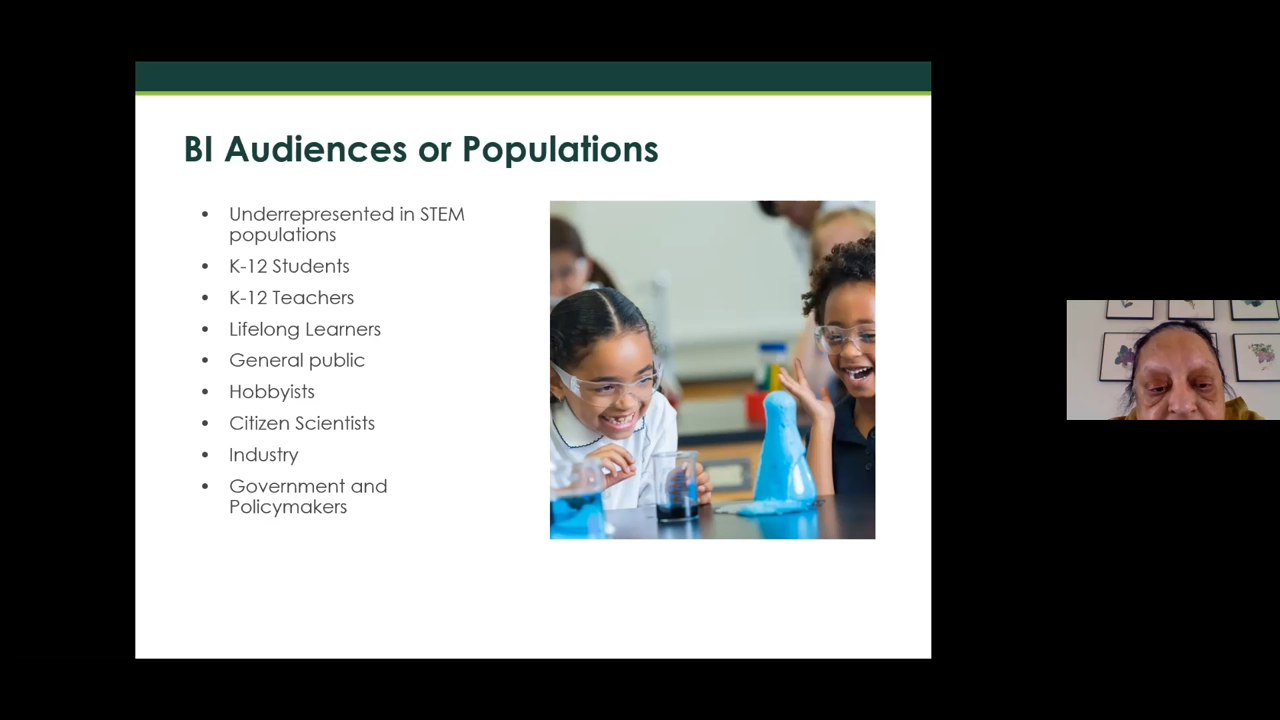 BI Audiences or Populations
• Underrepresented in STEM
populations
• K-12 Students
• K-12 Teachers
• Lifelong Learners
• General public
• Hobbyists
• Citizen Scientists
• Industry
• Government and
Policymakers